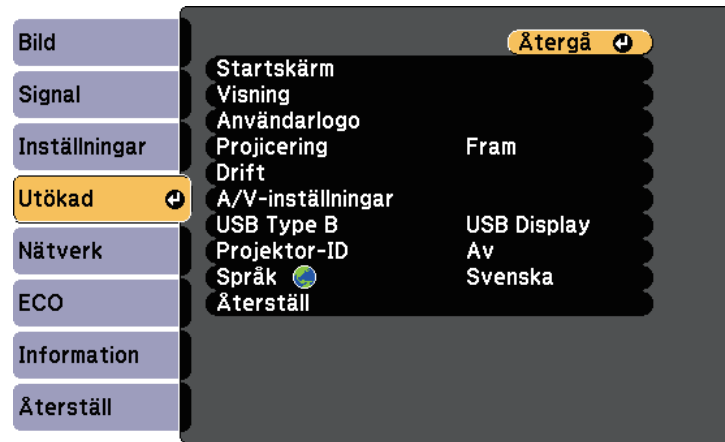 Bild
Signal
Inställningar
Utökad
Nätverk
ECO
Information
Återställ
Återgå
Startskärm
Visning
Användarlogo
Projicering Fram
Drift
A/V-inställningar
USB Type B USB Display
Projektor-ID Av
Språk Svenska
Återställ